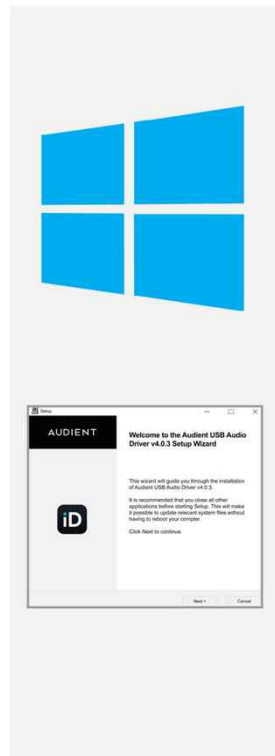 Setup
AUDIENT
Welcome to the Audient USB Audio
Driver v4.0.3 Setup Wizard
This wizard will guide you through the installation
of Audient USB Audio Driver v4.0.3.
It is recommended that you close all other
applications before starting Setup. This will make
it possible to update relevant system files without
having to reboot your compter.
Click Next to continue.
iD
Next >
Cancel